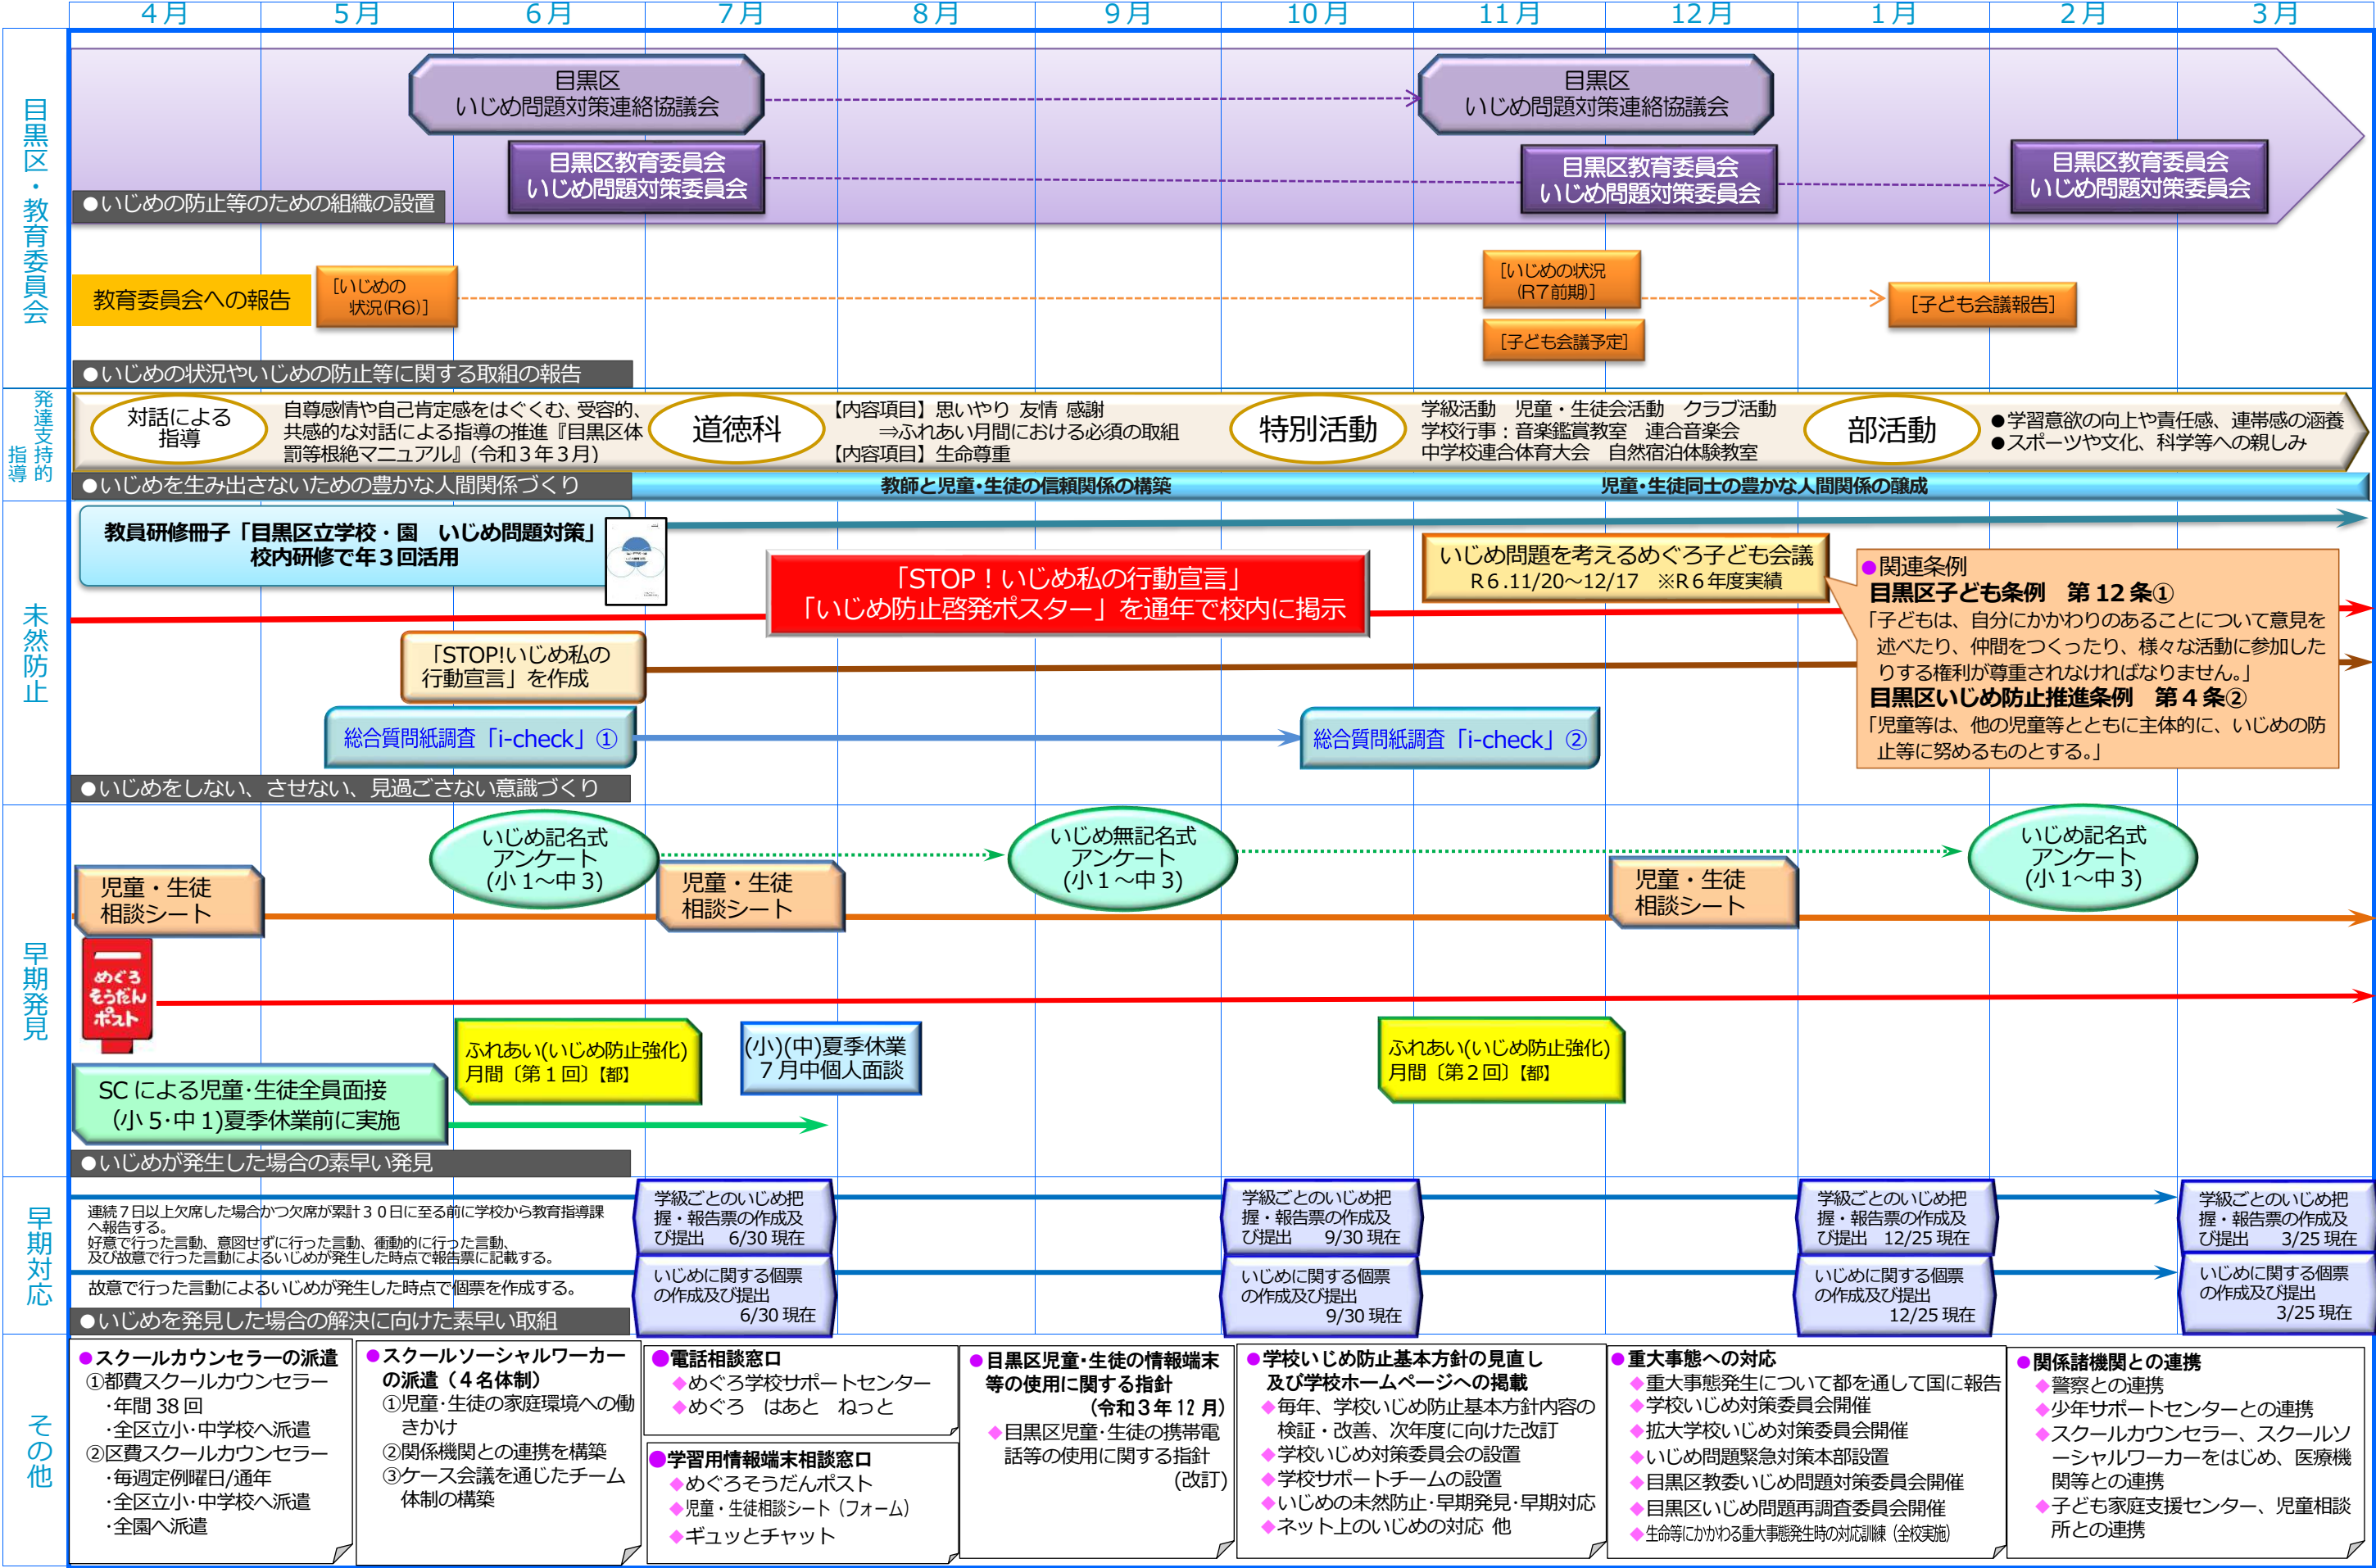 4月 5月 6月 7月 8月 9月 10月 11月 12月 1月 2月 3月
目黒区・教育委員会
目黒区
いじめ問題対策連絡協議会
目黒区
いじめ問題対策連絡協議会
目黒区教育委員会
いじめ問題対策委員会
目黒区教育委員会
いじめ問題対策委員会
目黒区教育委員会
いじめ問題対策委員会
●いじめの防止等のための組織の設置
教育委員会への報告
［いじめの
状況(R6)］
［いじめの状況
(R7前期)］
［子ども会議予定］
［子ども会議報告］
●いじめの状況やいじめの防止等に関する取組の報告
発達支持的
指導
対話による
指導
自尊感情や自己肯定感をはぐくむ、受容的、
共感的な対話による指導の推進『目黒区体
罰等根絶マニュアル』(令和３年３月)
道徳科
【内容項目】思いやり 友情 感謝
⇒ふれあい月間における必須の取組
【内容項目】生命尊重
特別活動
学級活動　児童・生徒会活動　クラブ活動
学校行事：音楽鑑賞教室　連合音楽会
中学校連合体育大会　自然宿泊体験教室
部活動
●学習意欲の向上や責任感、連帯感の涵養
●スポーツや文化、科学等への親しみ
●いじめを生み出さないための豊かな人間関係づくり
教師と児童・生徒の信頼関係の構築
児童・生徒同士の豊かな人間関係の醸成
未然防止
教員研修冊子「目黒区立学校・園　いじめ問題対策」
校内研修で年３回活用
「STOP！いじめ私の行動宣言」
「いじめ防止啓発ポスター」を通年で校内に掲示
いじめ問題を考えるめぐろ子ども会議
R６.11/20～12/17　※R６年度実績
●関連条例
目黒区子ども条例　第 12 条①
「子どもは、自分にかかわりのあることについて意見を
述べたり、仲間をつくったり、様々な活動に参加した
りする権利が尊重されなければなりません。」
目黒区いじめ防止推進条例　第４条②
「児童等は、他の児童等とともに主体的に、いじめの防
止等に努めるものとする。」
「STOP!いじめ私の
行動宣言」を作成
総合質問紙調査「i-check」①
総合質問紙調査「i-check」②
●いじめをしない、させない、見過ごさない意識づくり
早期発見
いじめ記名式
アンケート
(小１～中３)
いじめ無記名式
アンケート
(小１～中３)
いじめ記名式
アンケート
(小１～中３)
児童・生徒
相談シート
児童・生徒
相談シート
児童・生徒
相談シート
めぐろ
そうだん
ポスト
ふれあい(いじめ防止強化)
月間〔第１回〕【都】
(小)(中)夏季休業
７月中個人面談
ふれあい(いじめ防止強化)
月間〔第２回〕【都】
SC による児童･生徒全員面接
(小 5･中 1)夏季休業前に実施
●いじめが発生した場合の素早い発見
早期対応
連続７日以上欠席した場合かつ欠席が累計３０日に至る前に学校から教育指導課
へ報告する。
好意で行った言動、意図せずに行った言動、衝動的に行った言動、
及び故意で行った言動によるいじめが発生した時点で報告票に記載する。
故意で行った言動によるいじめが発生した時点で個票を作成する。
学級ごとのいじめ把
握・報告票の作成及
び提出　6/30 現在
学級ごとのいじめ把
握・報告票の作成及
び提出　9/30 現在
学級ごとのいじめ把
握・報告票の作成及
び提出　12/25 現在
学級ごとのいじめ把
握・報告票の作成及
び提出　3/25 現在
いじめに関する個票
の作成及び提出
6/30 現在
いじめに関する個票
の作成及び提出
9/30 現在
いじめに関する個票
の作成及び提出
12/25 現在
いじめに関する個票
の作成及び提出
3/25 現在
●いじめを発見した場合の解決に向けた素早い取組
その他
●スクールカウンセラーの派遣
①都費スクールカウンセラー
･年間 38 回
･全区立小･中学校へ派遣
②区費スクールカウンセラー
･毎週定例曜日/通年
･全区立小･中学校へ派遣
･全園へ派遣
●スクールソーシャルワーカー
の派遣（４名体制）
①児童･生徒の家庭環境への働
きかけ
②関係機関との連携を構築
③ケース会議を通じたチーム
体制の構築
●電話相談窓口
◆めぐろ学校サポートセンター
◆めぐろ　はあと　ねっと
●学習用情報端末相談窓口
◆めぐろそうだんポスト
◆児童・生徒相談シート（フォーム）
◆ギュッとチャット
●目黒区児童･生徒の情報端末
等の使用に関する指針
(令和３年 12 月)
◆目黒区児童･生徒の携帯電
話等の使用に関する指針
(改訂)
●学校いじめ防止基本方針の見直し
及び学校ホームページへの掲載
◆毎年、学校いじめ防止基本方針内容の
検証・改善、次年度に向けた改訂
◆学校いじめ対策委員会の設置
◆学校サポートチームの設置
◆いじめの未然防止･早期発見･早期対応
◆ネット上のいじめの対応 他
●重大事態への対応
◆重大事態発生について都を通して国に報告
◆学校いじめ対策委員会開催
◆拡大学校いじめ対策委員会開催
◆いじめ問題緊急対策本部設置
◆目黒区教委いじめ問題対策委員会開催
◆目黒区いじめ問題再調査委員会開催
◆生命等にかかわる重大事態発生時の対応訓練（全校実施）
●関係諸機関との連携
◆警察との連携
◆少年サポートセンターとの連携
◆スクールカウンセラー、スクールソ
ーシャルワーカーをはじめ、医療機
関等との連携
◆子ども家庭支援センター、児童相談
所との連携